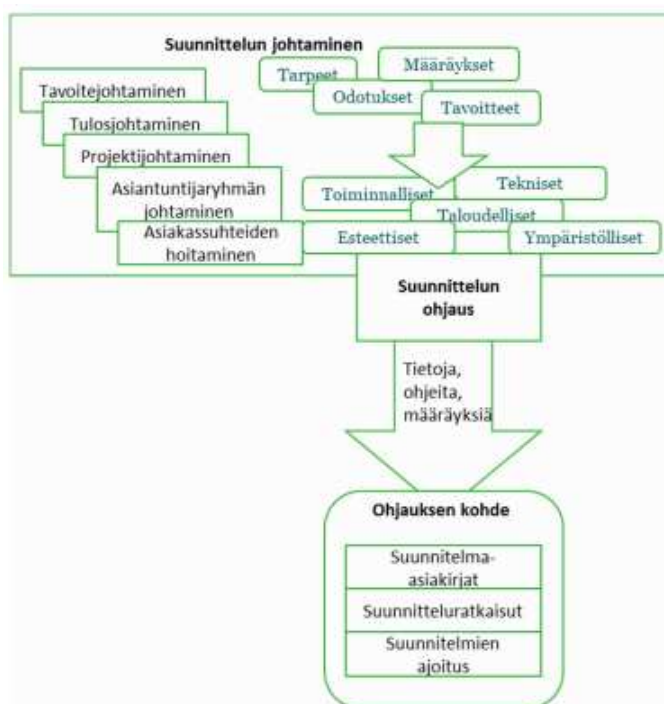 Suunnittelun johtaminen
Tarpeet
Määräykset
Odotukset
Tavoitteet
Tavoitejohtaminen
Tulosjohtaminen
Projektijohtaminen
Asiantuntijaryhmän
johtaminen
Asiakassuhteiden
hoitaminen
Toiminnalliset
Tekniset
Taloudelliset
Esteettiset
Ympäristölliset
Suunnittelun
ohjaus
Tietoja,
ohjeita,
määräyksiä
Ohjauksen kohde
Suunnitelma-
asiakirjat
Suunnitteluratkaisut
Suunnitelmien
ajoitus